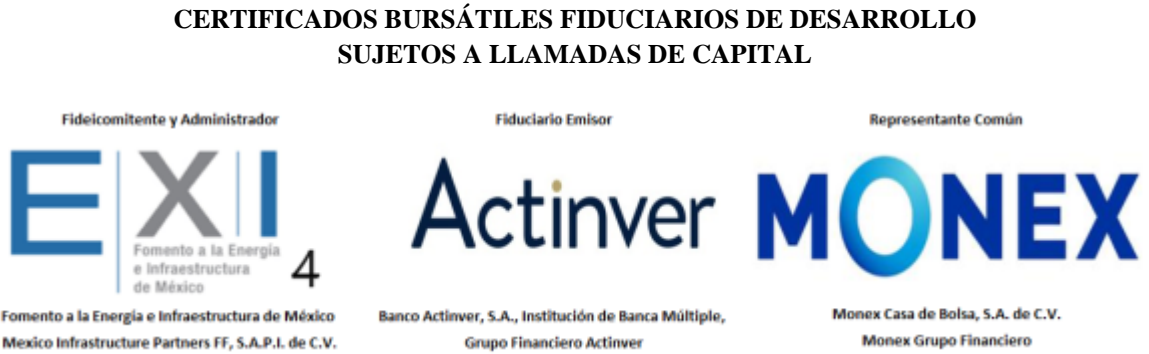 CERTIFICADOS BURSÁTILES FIDUCIARIOS DE DESARROLLO
SUJETOS A LLAMADAS DE CAPITAL
Fideicomitente y Administrador
EXI
Fomento a la Energía
e Infraestructura
de México
4
Fomento a la Energía e Infraestructura de México
Mexico Infrastructure Partners FF, S.A.P.I. de C.V.
Fiduciario Emisor
Actinver
Banco Actinver, S.A., Institución de Banca Múltiple,
Grupo Financiero Actinver
Representante Común
MONEX
Monex Casa de Bolsa, S.A. de C.V.
Monex Grupo Financiero